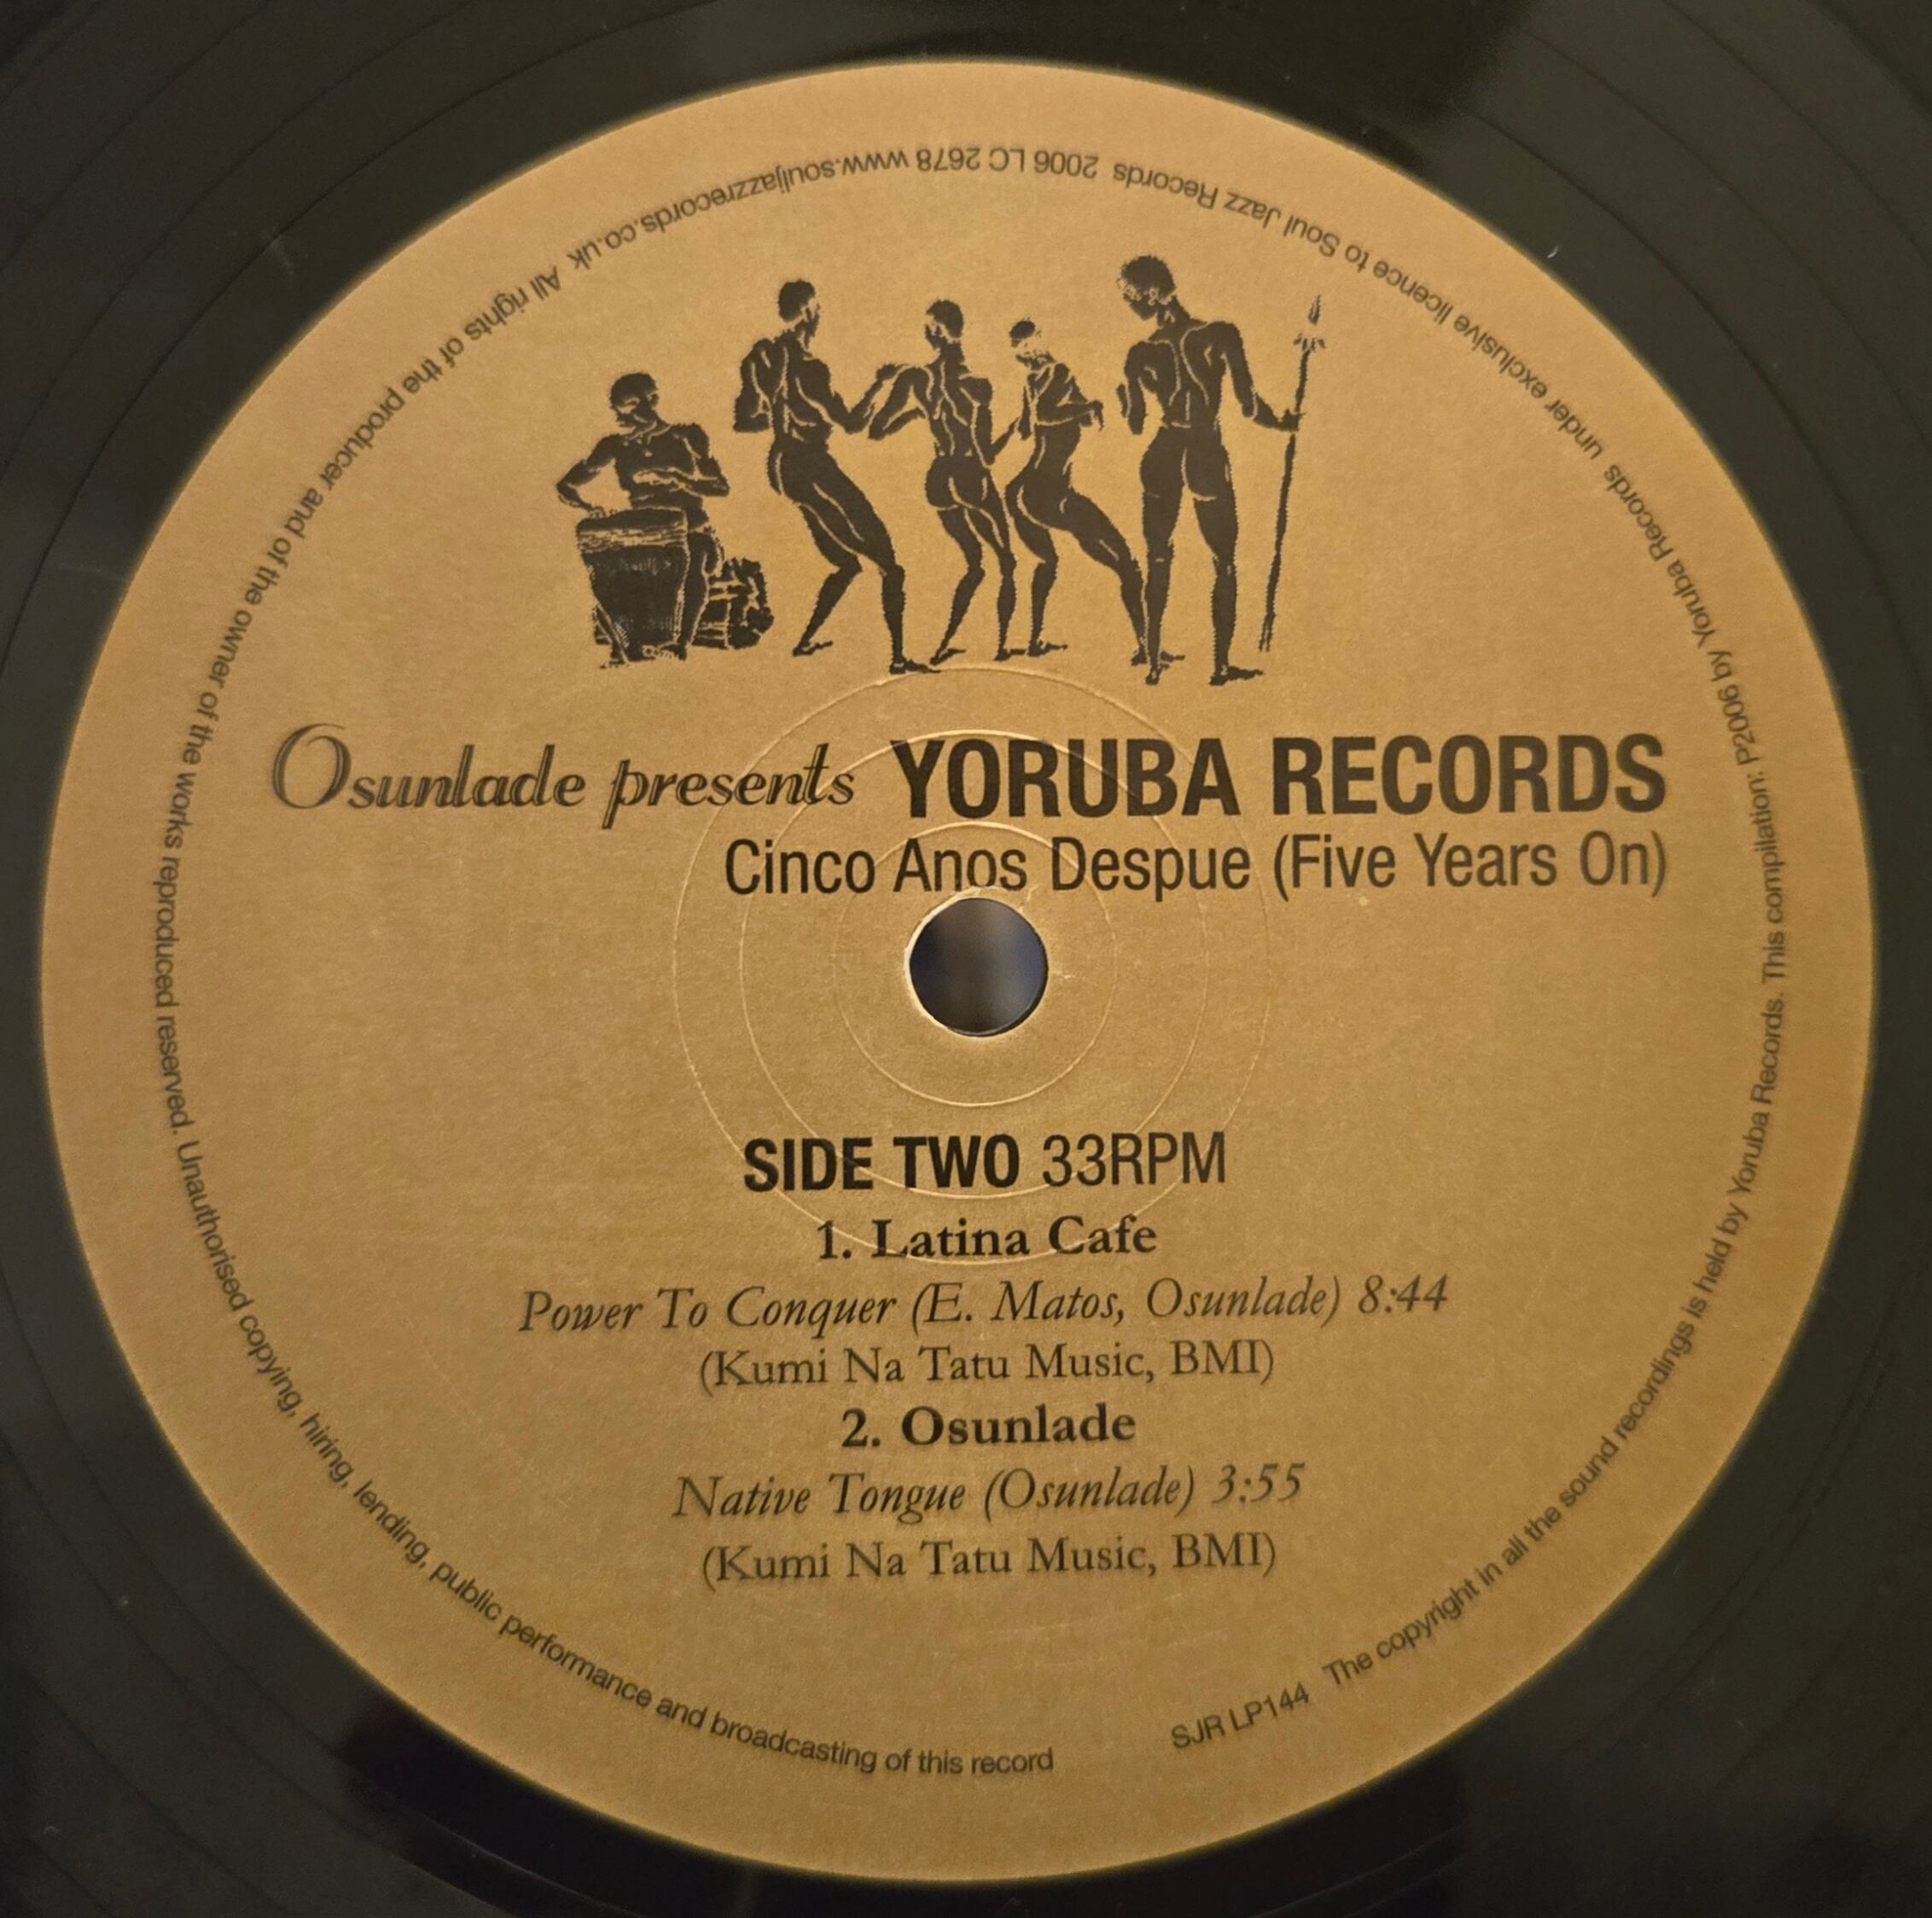 Osunlade presents YORUBA RECORDS
Cinco Anos Despue (Five Years On)
SIDE TWO 33RPM
1. Latina Cafe
Power To Conquer (E. Matos, Osunlade) 8:44
(Kumi Na Tatu Music, BMI)
2. Osunlade
Native Tongue (Osunlade) 3:55
(Kumi Na Tatu Music, BMI)
SJR LP144 The copyright in all the sound recordings is held by Yoruba Records. This compilation: P2006 by Yoruba Records under exclusive licence to Soul Jazz Records 2006 LC 2678 www.souljazzrecords.co.uk All rights of the producer and of the owner of the works reproduced reserved. Unauthorised copying, hiring, lending, public performance and broadcasting of this record